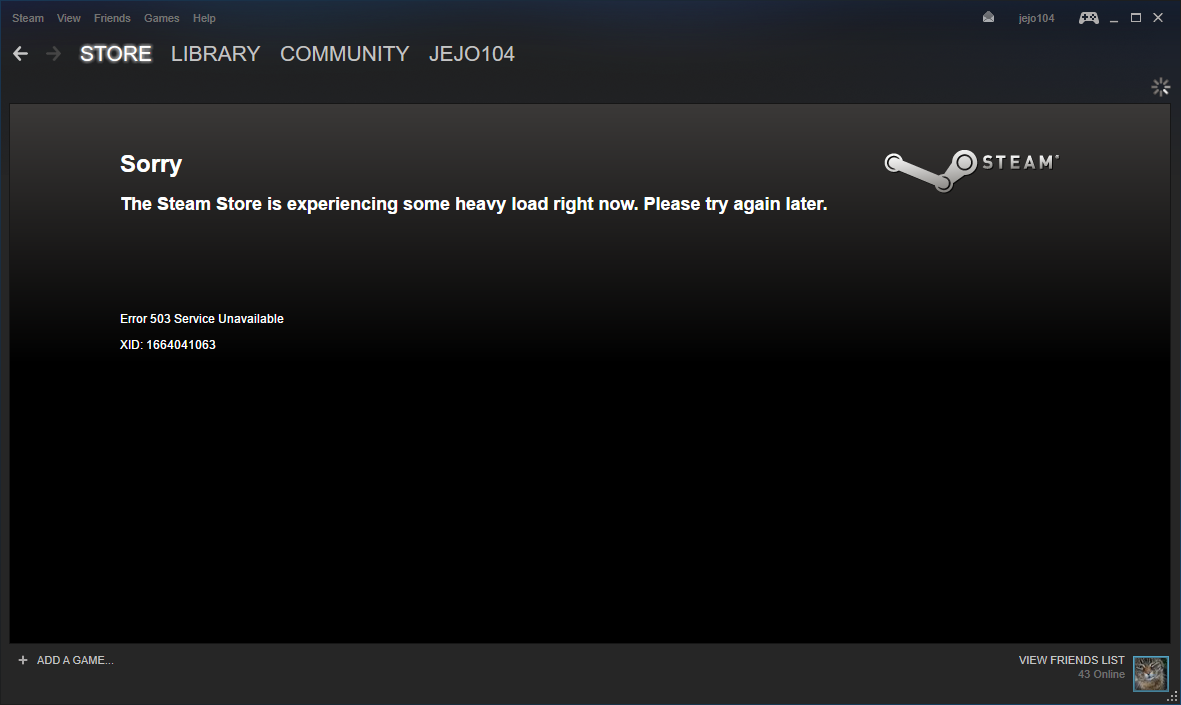 Steam View Friends Games Help jejo104
STORE LIBRARY COMMUNITY JEJO104
Sorry
STEAM®
The Steam Store is experiencing some heavy load right now. Please try again later.
Error 503 Service Unavailable
XID: 1664041063
+ ADD A GAME... VIEW FRIENDS LIST
43 Online